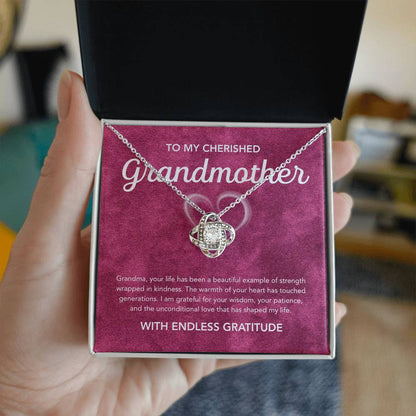 TO MY CHERISHED
Grandmother
Grandma, your life has been a beautiful example of strength
wrapped in kindness. The warmth of your heart has touched
generations. I am grateful for your wisdom, your patience,
and the unconditional love that has shaped my life.
WITH ENDLESS GRATITUDE